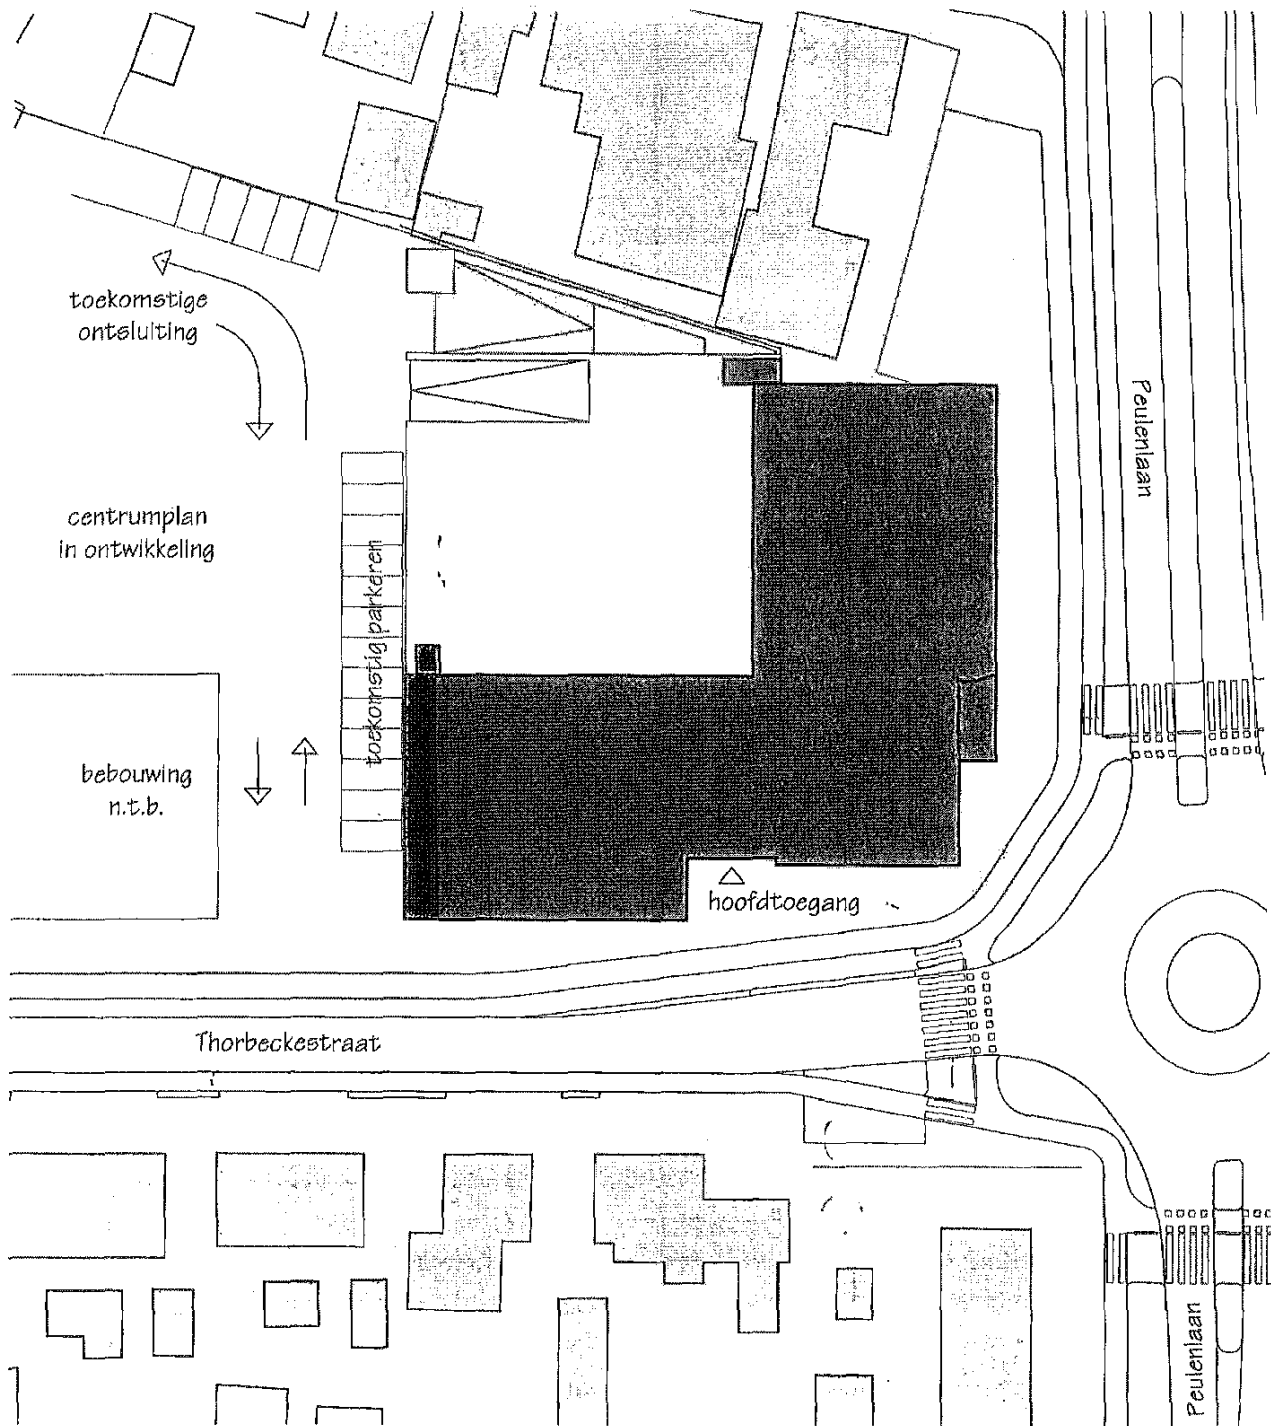 toekomstige
ontsluiting
Peulenlaan
centrumplan
in ontwikkeling
toekomstig parkeren
bebouwing
n.t.b.
hoofdtoegang
Thorbeckestraat
Peulenlaan